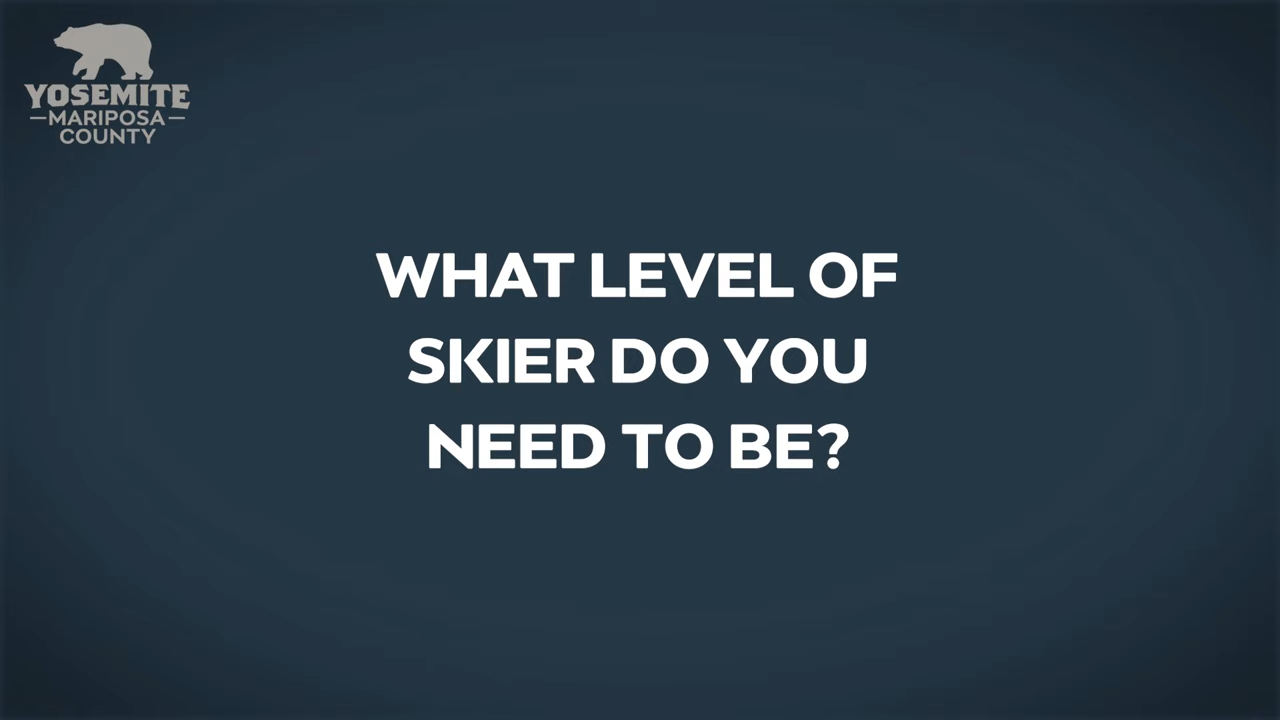 YOSEMITE
MARIPOSA
COUNTY
WHAT LEVEL OF
SKIER DO YOU
NEED TO BE?